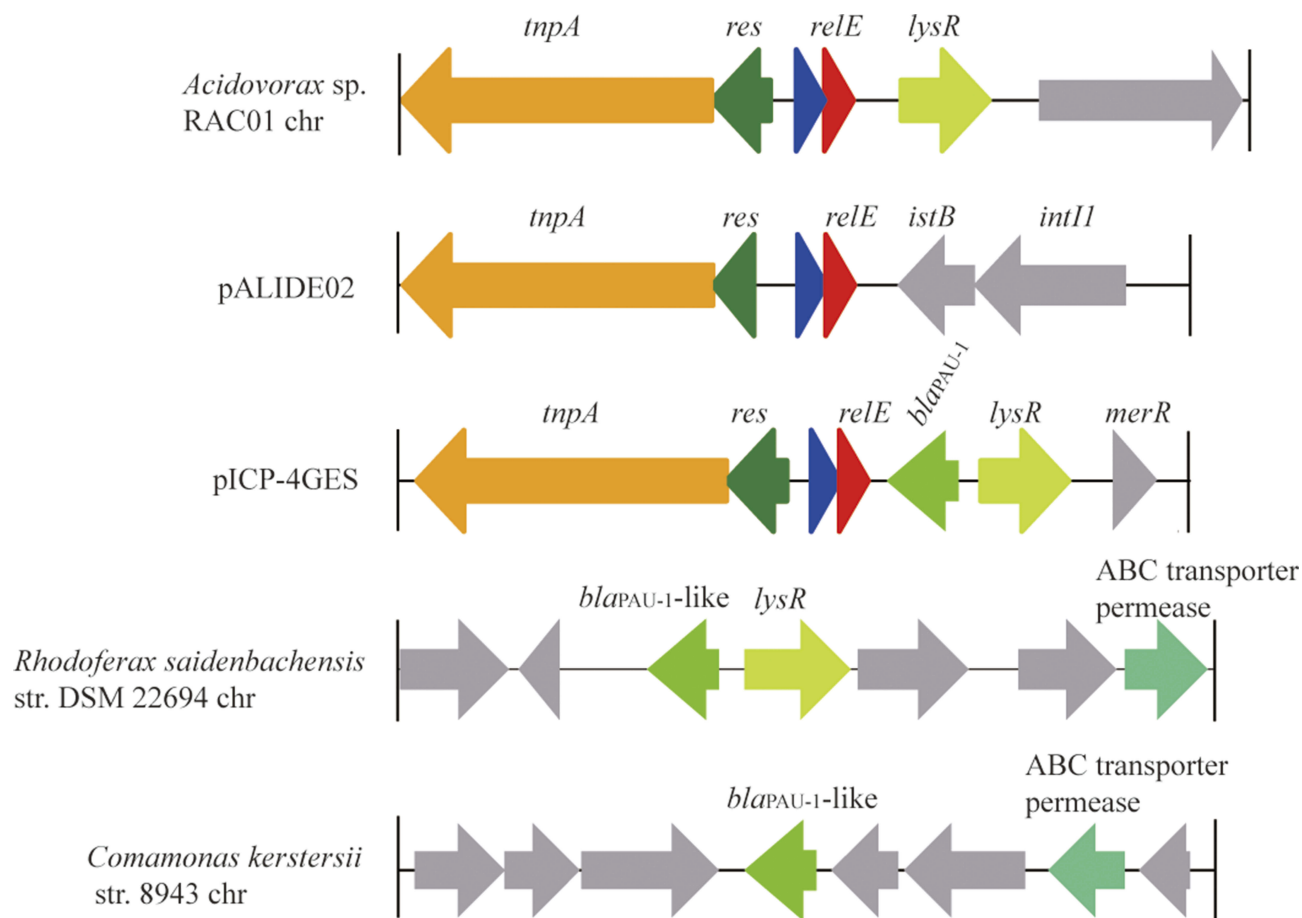 tnpA res relE lysR
Acidovorax sp.
RAC01 chr
tnpA res relE istB intI1
pALIDE02
blaPAU-1
tnpA res relE lysR merR
pICP-4GES
ABC transporter
permease
blaPAU-1-like lysR
Rhodoferax saidenbachensis
str. DSM 22694 chr
ABC transporter
permease
blaPAU-1-like
Comamonas kerstersii
str. 8943 chr